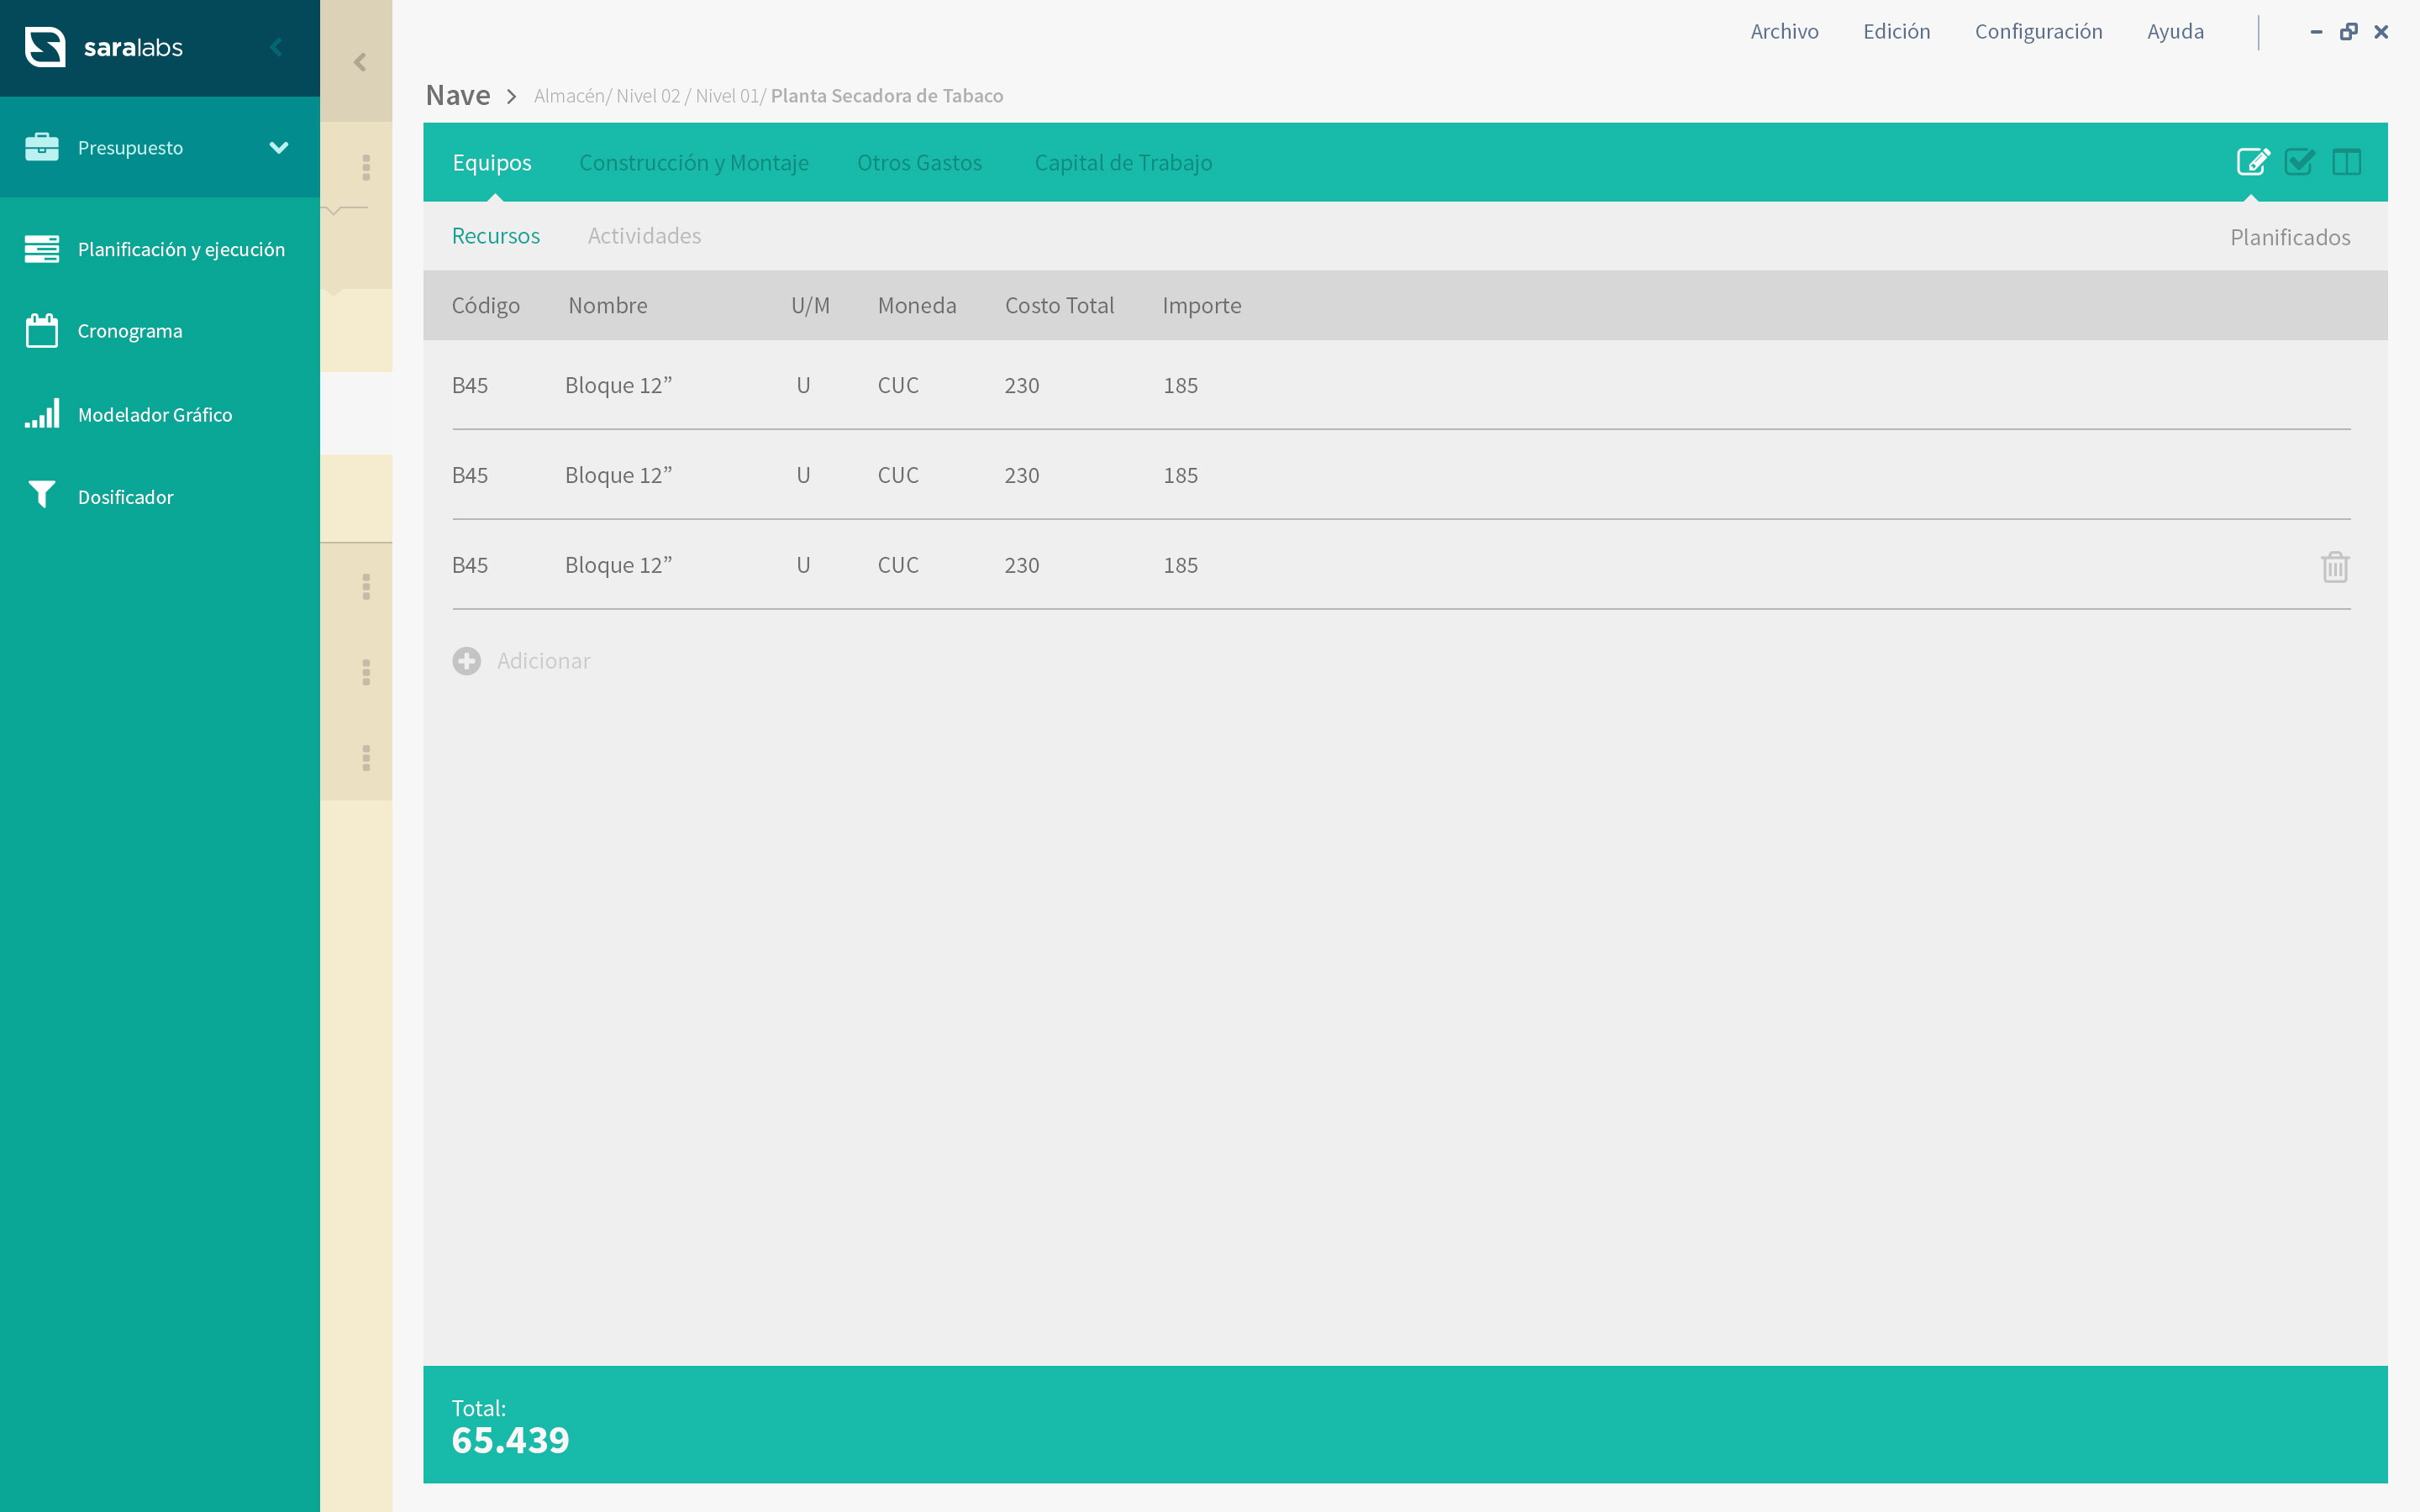 saralabs
Presupuesto
Planificación y ejecución
Cronograma
Modelador Gráfico
Dosificador
Archivo Edición Configuración Ayuda
Nave > Almacén/ Nivel 02 / Nivel 01/ Planta Secadora de Tabaco
Equipos Construcción y Montaje Otros Gastos Capital de Trabajo
Recursos Actividades Planificados
Código Nombre U/M Moneda Costo Total Importe
B45 Bloque 12” U CUC 230 185
B45 Bloque 12” U CUC 230 185
B45 Bloque 12” U CUC 230 185
Adicionar
Total:
65.439